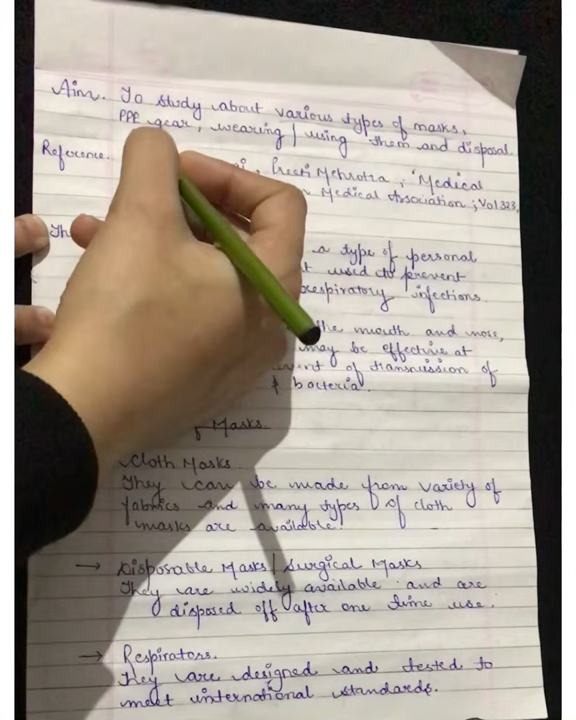 Aim. To study about various types of masks,
PPE gear, wearing / using them and disposal.
Reference. Preeti Mehrotra ; "Medical
Medical Association ; Vol 323,
Th
a type of personal
used to prevent
respiratory infections.
the mouth and nose,
may be effective at
of transmission of
& bacteria.
Masks.
Cloth Masks.
They can be made from variety of
fabrics and many types of cloth
masks are available.
→ Disposable Masks / Surgical Masks
They are widely available and are
disposed off after one time use.
→ Respirators.
They are designed and tested to
meet international standards.